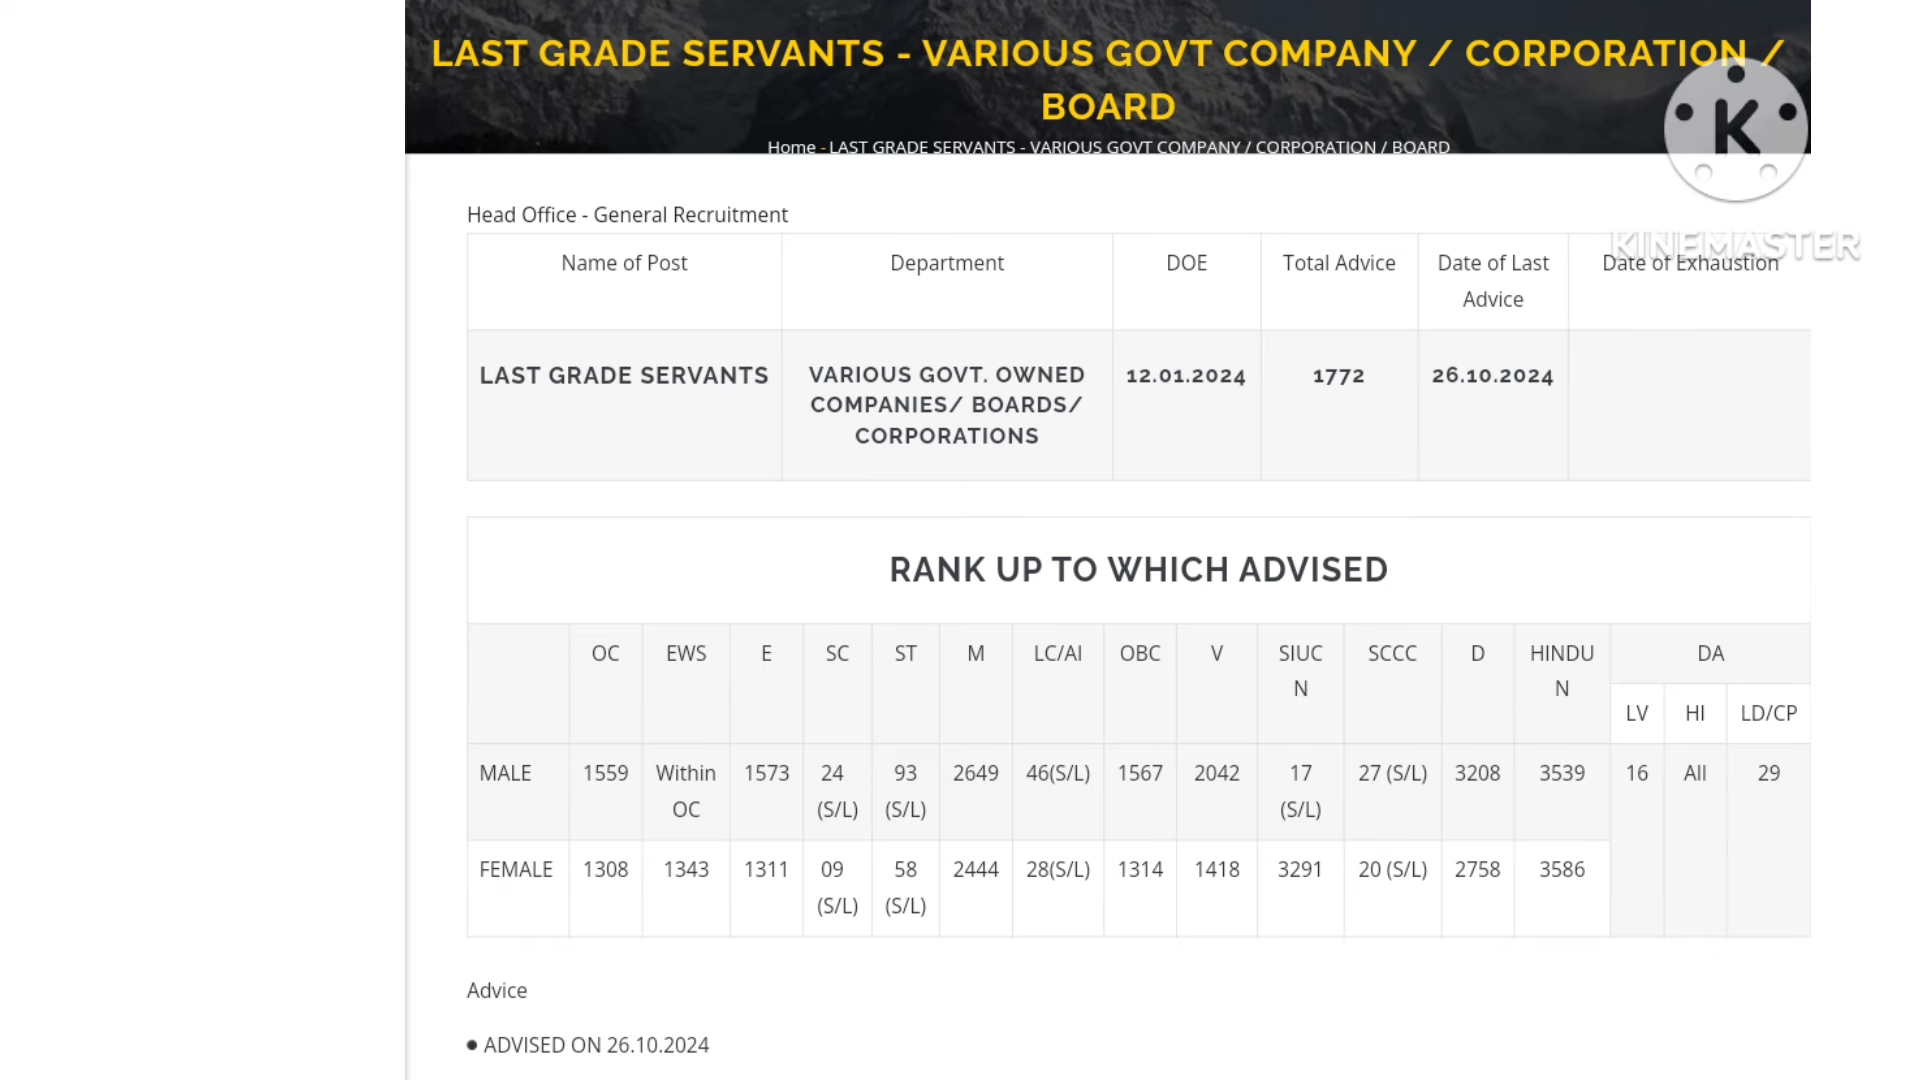 LAST GRADE SERVANTS - VARIOUS GOVT COMPANY / CORPORATION /
BOARD
Home - LAST GRADE SERVANTS - VARIOUS GOVT COMPANY / CORPORATION / BOARD
K
KINEMASTER
Head Office - General Recruitment
Name of Post Department DOE Total Advice Date of Last Date of Exhaustion
Advice
LAST GRADE SERVANTS VARIOUS GOVT. OWNED 12.01.2024 1772 26.10.2024
COMPANIES/ BOARDS/
CORPORATIONS
RANK UP TO WHICH ADVISED
OC EWS E SC ST M LC/AI OBC V SIUC SCCC D HINDU DA
N N
LV HI LD/CP
MALE 1559 Within 1573 24 93 2649 46(S/L) 1567 2042 17 27 (S/L) 3208 3539 16 All 29
OC (S/L) (S/L) (S/L)
FEMALE 1308 1343 1311 09 58 2444 28(S/L) 1314 1418 3291 20 (S/L) 2758 3586
(S/L) (S/L)
Advice
● ADVISED ON 26.10.2024